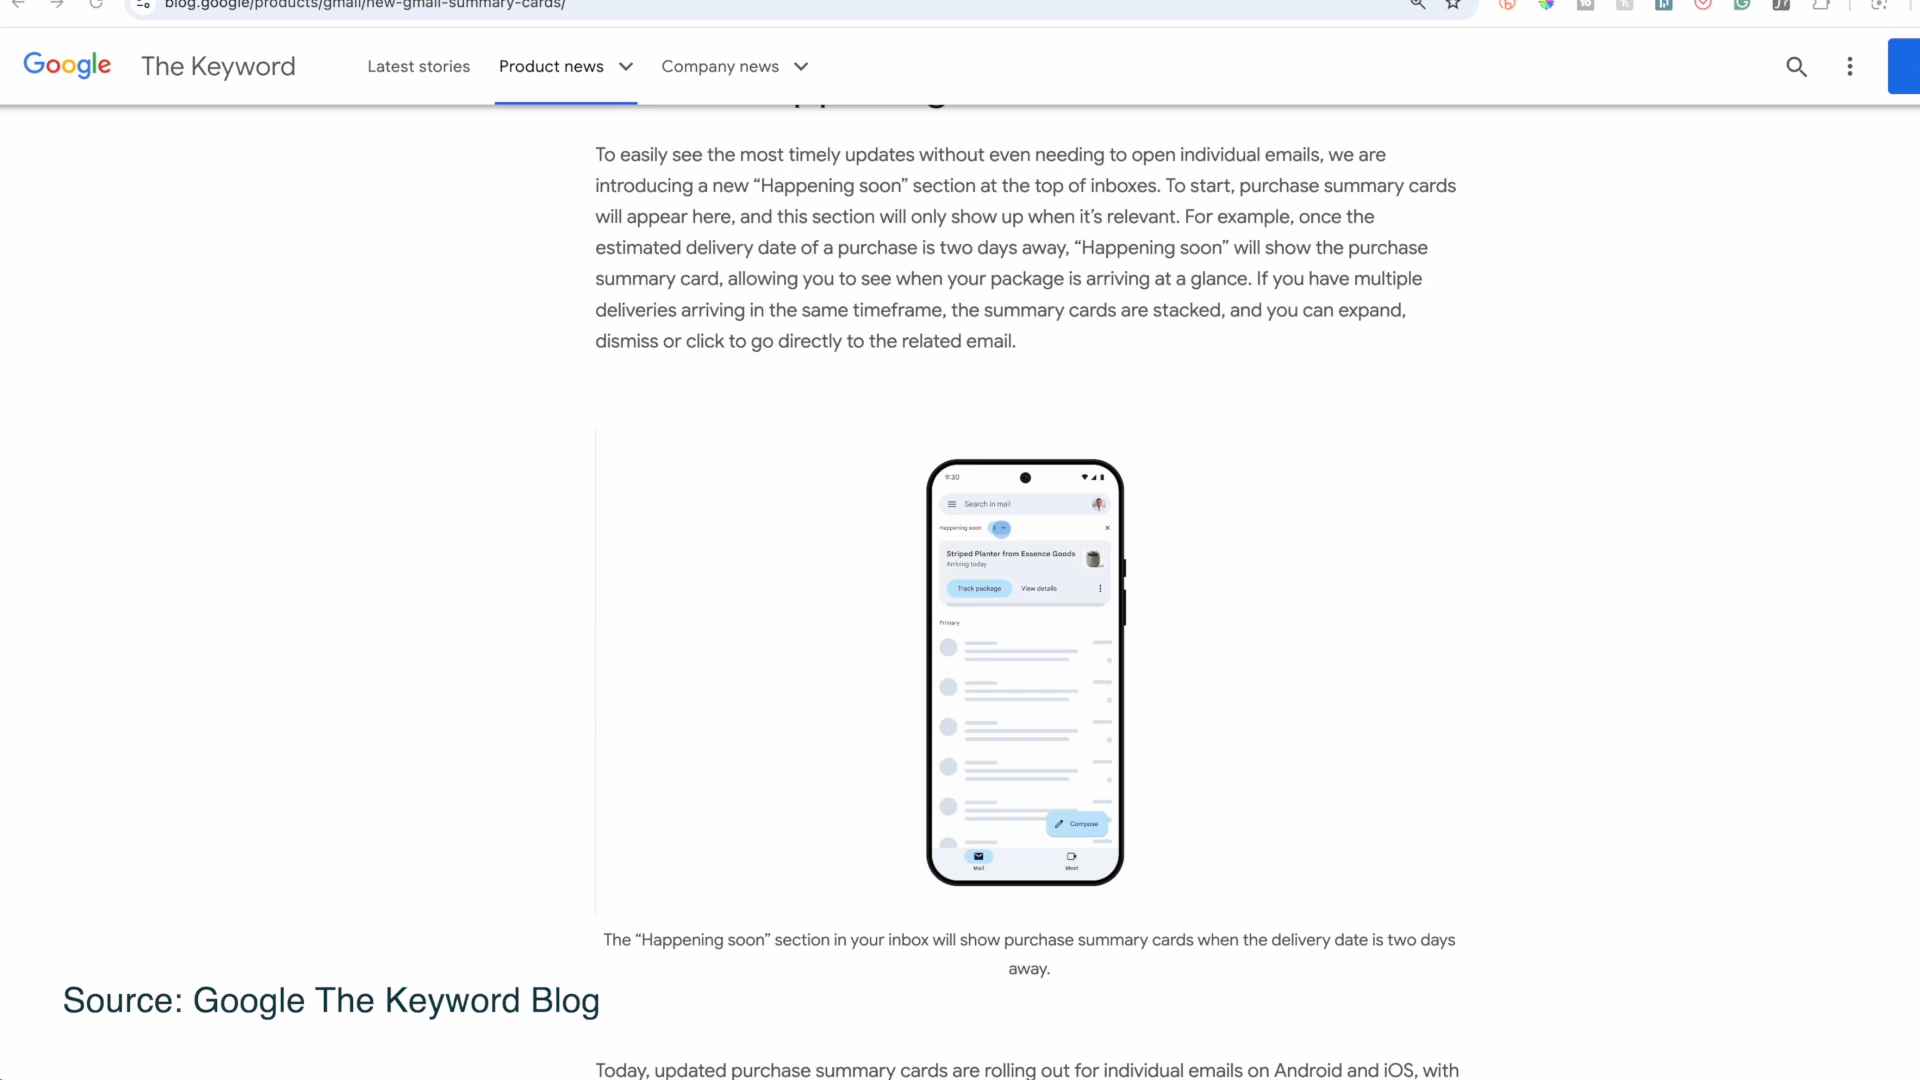 blog.google/products/gmail/new-gmail-summary-cards/
Google The Keyword Latest stories Product news Company news
To easily see the most timely updates without even needing to open individual emails, we are
introducing a new “Happening soon” section at the top of inboxes. To start, purchase summary cards
will appear here, and this section will only show up when it’s relevant. For example, once the
estimated delivery date of a purchase is two days away, “Happening soon” will show the purchase
summary card, allowing you to see when your package is arriving at a glance. If you have multiple
deliveries arriving in the same timeframe, the summary cards are stacked, and you can expand,
dismiss or click to go directly to the related email.
9:30
Search in mail
Happening soon
Striped Planter from Essence Goods
Arriving today
Track package View details
Primary
Compose
Mail Meet
The “Happening soon” section in your inbox will show purchase summary cards when the delivery date is two days
away.
Source: Google The Keyword Blog
Today, updated purchase summary cards are rolling out for individual emails on Android and iOS, with